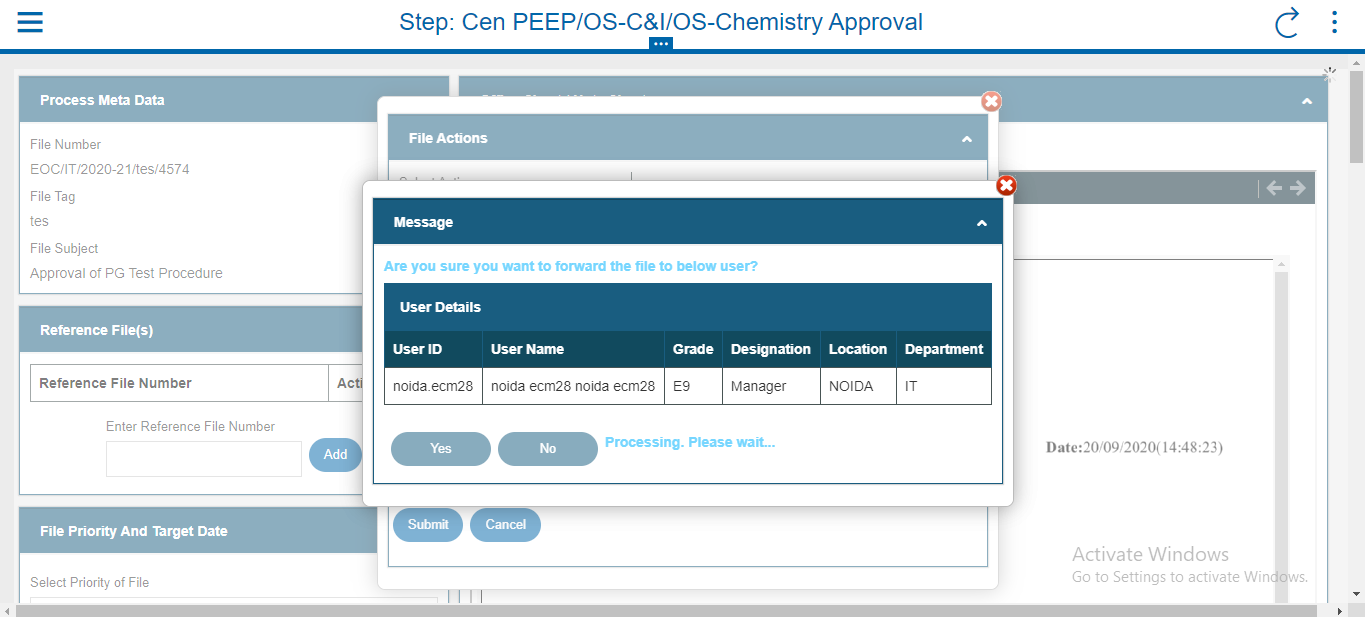 Step: Cen PEEP/OS-C&I/OS-Chemistry Approval
Process Meta Data
File Number
EOC/IT/2020-21/tes/4574
File Tag
tes
File Subject
Approval of PG Test Procedure
Reference File(s)
Reference File Number
Enter Reference File Number
Add
File Priority And Target Date
Select Priority of File
File Actions
Message
Are you sure you want to forward the file to below user?
User Details
User ID User Name Grade Designation Location Department
noida.ecm28 noida ecm28 noida ecm28 E9 Manager NOIDA IT
Yes No Processing. Please wait...
Submit Cancel
Date:20/09/2020(14:48:23)
Activate Windows
Go to Settings to activate Windows.